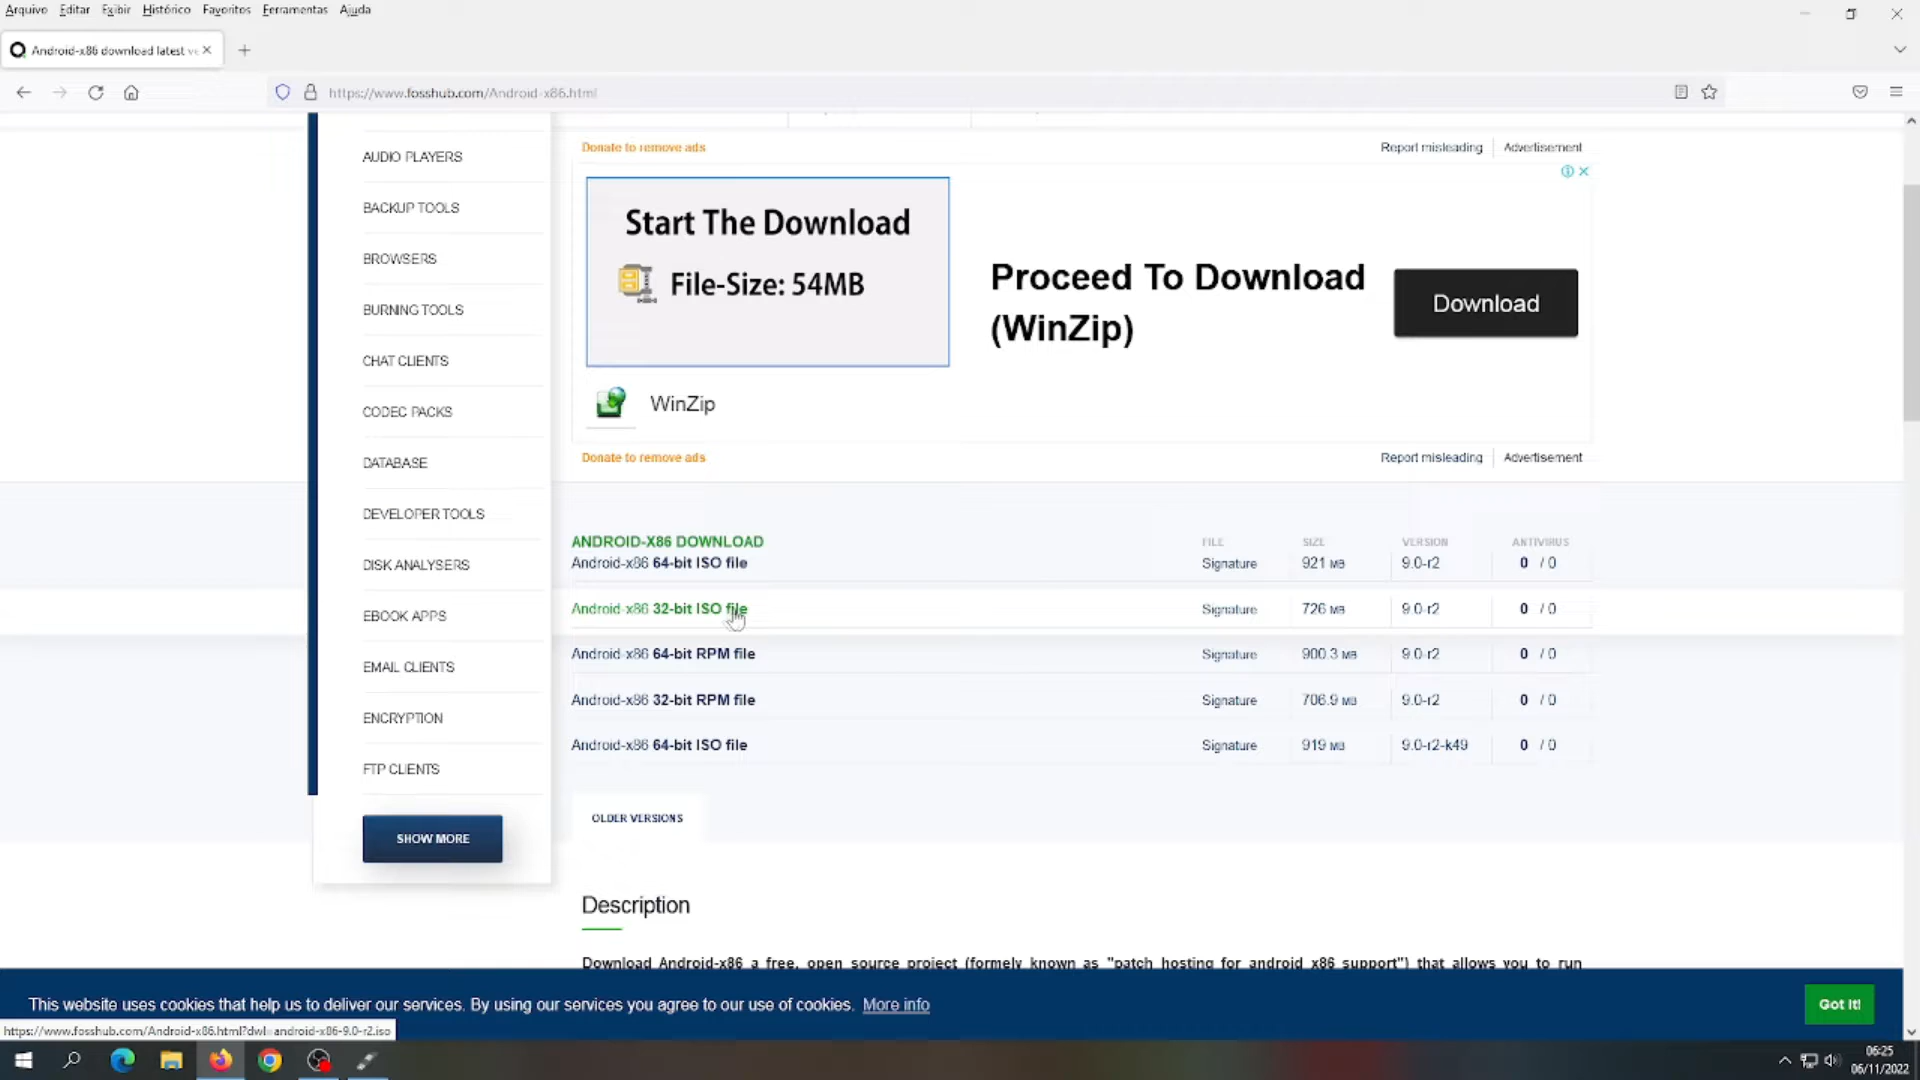 Arquivo Editar Exibir Histórico Favoritos Ferramentas Ajuda
Android-x86 download latest ve
https://www.fosshub.com/Android-x86.html
AUDIO PLAYERS
BACKUP TOOLS
BROWSERS
BURNING TOOLS
CHAT CLIENTS
CODEC PACKS
DATABASE
DEVELOPER TOOLS
DISK ANALYSERS
EBOOK APPS
EMAIL CLIENTS
ENCRYPTION
FTP CLIENTS
SHOW MORE
Donate to remove ads
Report misleading Advertisement
Start The Download
File-Size: 54MB
Proceed To Download
(WinZip)
Download
WinZip
Donate to remove ads
Report misleading Advertisement
ANDROID-X86 DOWNLOAD FILE SIZE VERSION ANTIVIRUS
Android-x86 64-bit ISO file Signature 921 MB 9.0-r2 0 / 0
Android-x86 32-bit ISO file Signature 726 MB 9.0-r2 0 / 0
Android-x86 64-bit RPM file Signature 900.3 MB 9.0-r2 0 / 0
Android-x86 32-bit RPM file Signature 706.9 MB 9.0-r2 0 / 0
Android-x86 64-bit ISO file Signature 919 MB 9.0-r2-k49 0 / 0
OLDER VERSIONS
Description
Download Android-x86 a free, open source project (formely known as "patch hosting for android x86 support") that allows you to run
This website uses cookies that help us to deliver our services. By using our services you agree to our use of cookies. More info
Got it!
https://www.fosshub.com/Android-x86.html?dwl=android-x86-9.0-r2.iso
06:25
06/11/2022